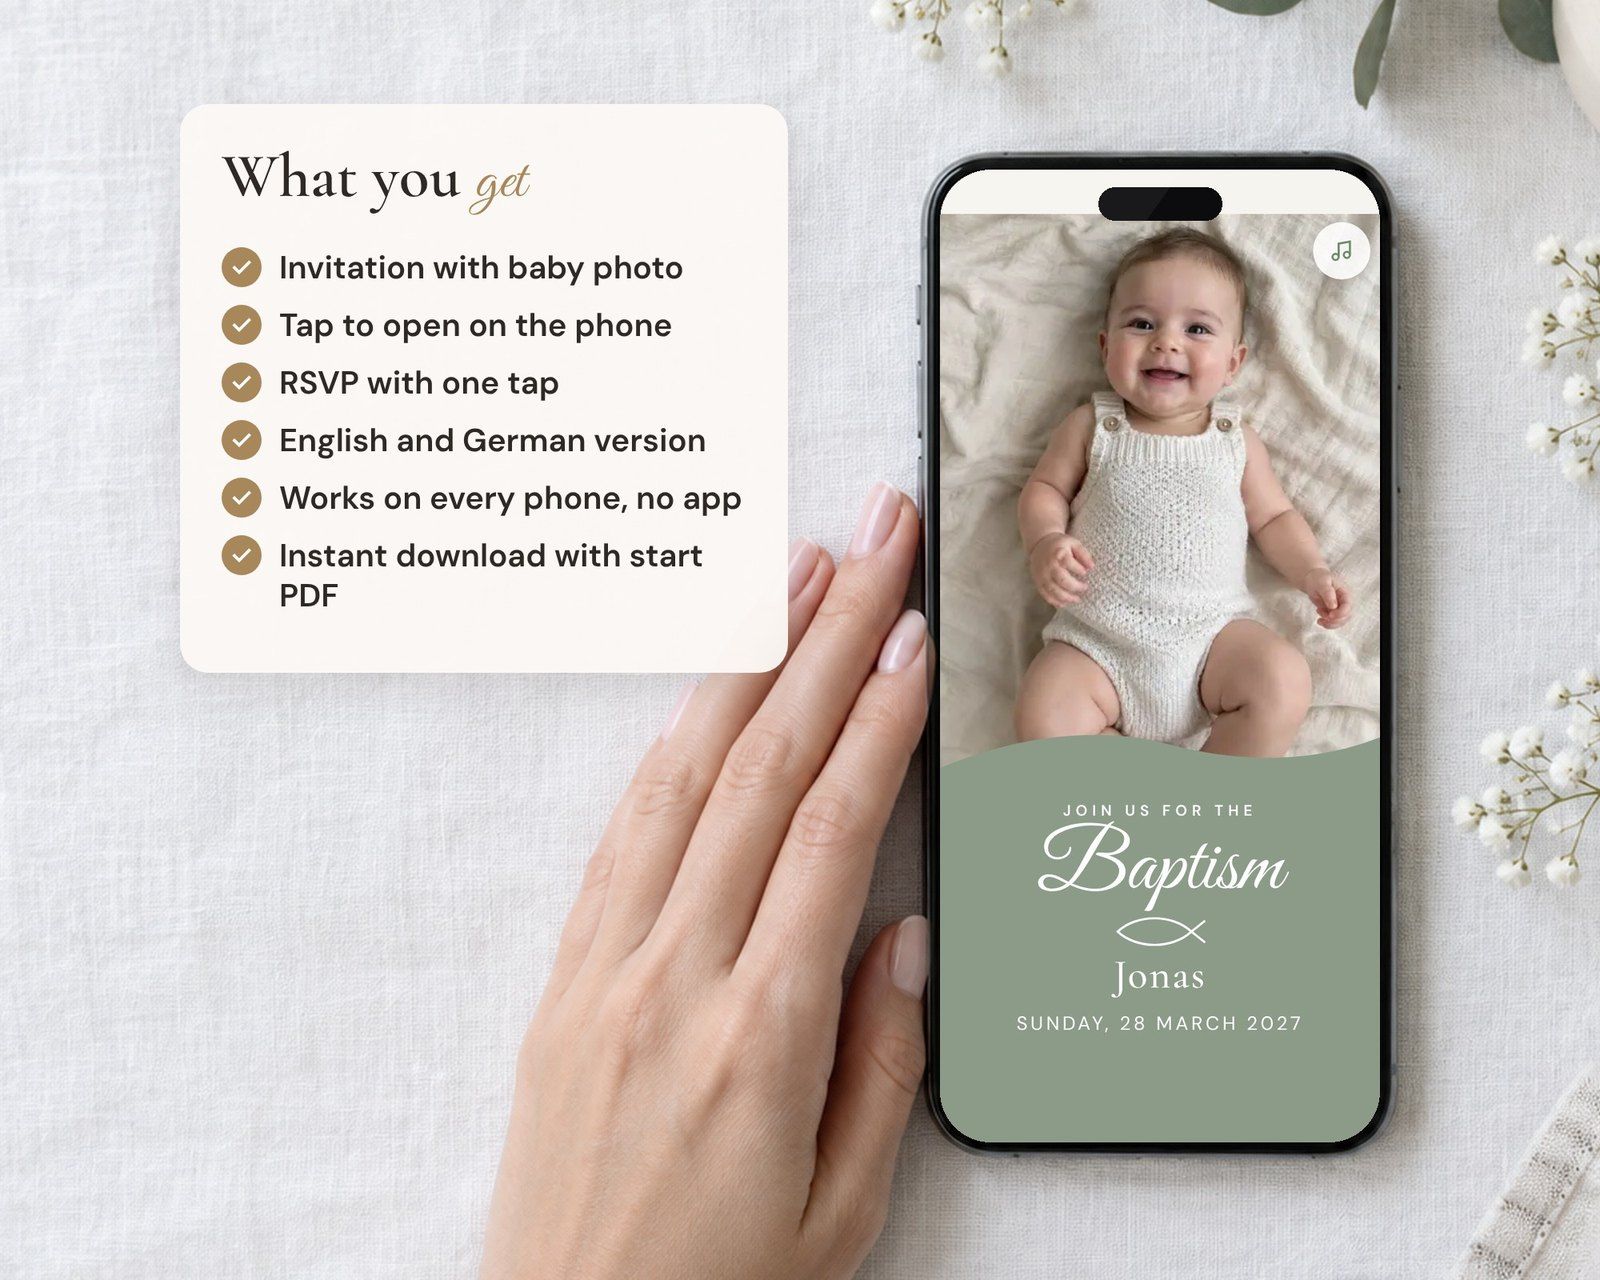 What you get
Invitation with baby photo
Tap to open on the phone
RSVP with one tap
English and German version
Works on every phone, no app
Instant download with start
PDF
JOIN US FOR THE
Baptism
Jonas
SUNDAY, 28 MARCH 2027